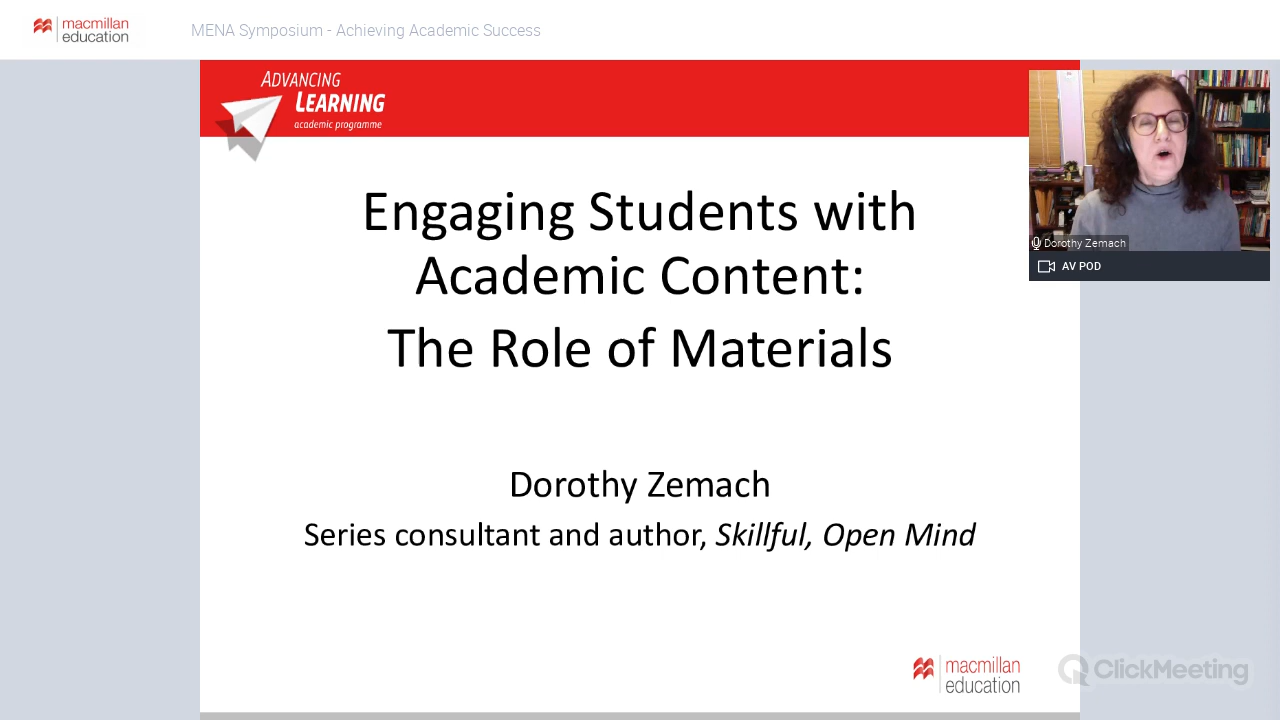 macmillan
education
MENA Symposium - Achieving Academic Success
ADVANCING
LEARNING
academic programme
Engaging Students with
Academic Content:
The Role of Materials
Dorothy Zemach
Series consultant and author, Skillful, Open Mind
Dorothy Zemach
AV POD
macmillan
education
ClickMeeting